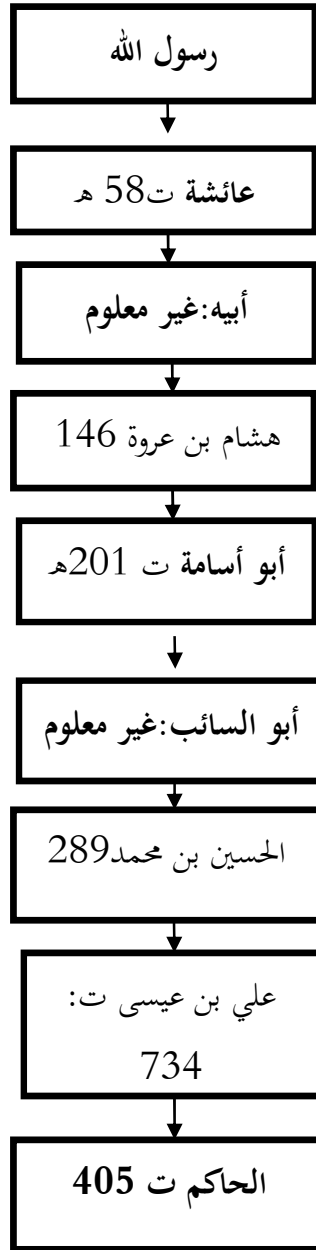 رسول الله
عائشة ت58 هـ
أبيه:غير معلوم
هشام بن عروة 146
أبو أسامة ت 201هـ
أبو السائب:غير معلوم
الحسين بن محمد289
علي بن عيسى ت:
734
الحاكم ت 405